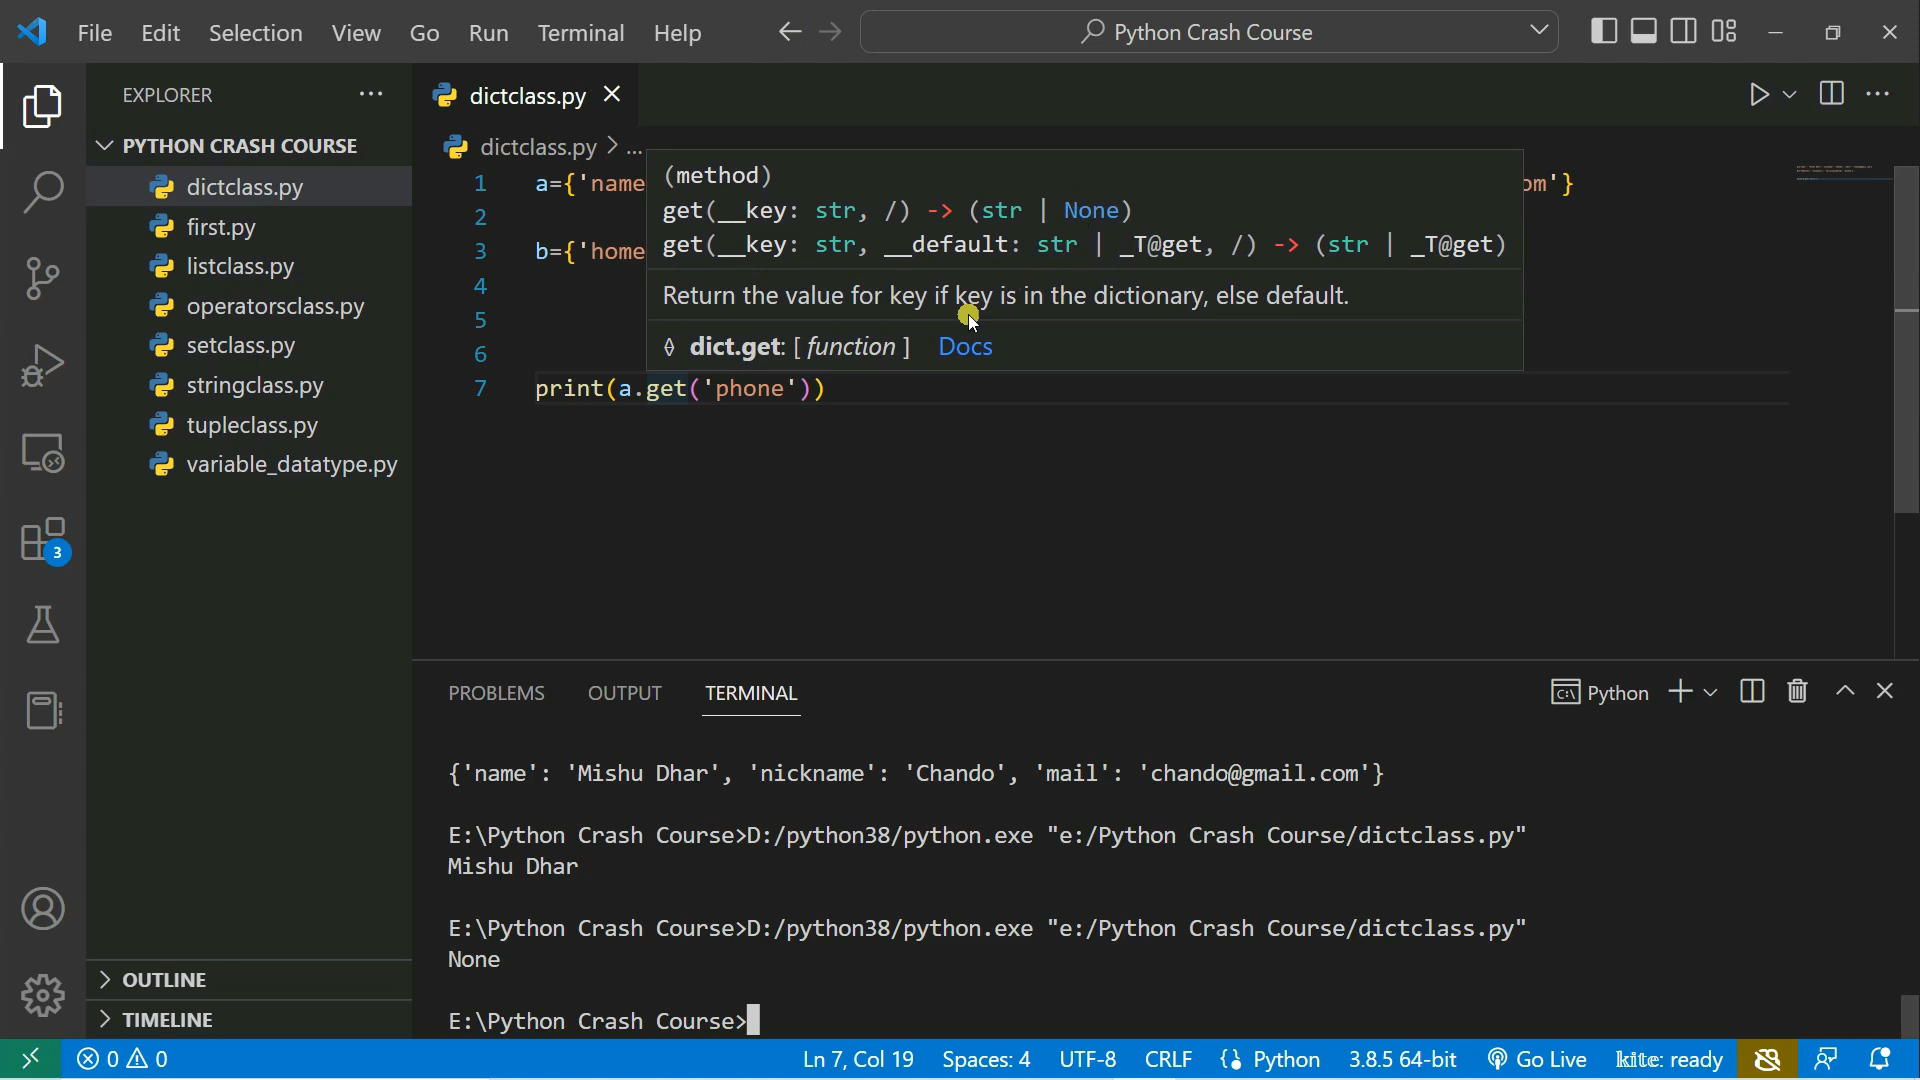 File Edit Selection View Go Run Terminal Help
Python Crash Course
EXPLORER
PYTHON CRASH COURSE
dictclass.py
first.py
listclass.py
operatorsclass.py
setclass.py
stringclass.py
tupleclass.py
variable_datatype.py
3
OUTLINE
TIMELINE
dictclass.py
dictclass.py > ...
1 a={'name om'}
2
3 b={'home
4
5
6
7 print(a.get('phone'))
(method)
get(__key: str, /) -> (str | None)
get(__key: str, __default: str | _T@get, /) -> (str | _T@get)
Return the value for key if key is in the dictionary, else default.
dict.get: [ function ] Docs
PROBLEMS OUTPUT TERMINAL
Python
{'name': 'Mishu Dhar', 'nickname': 'Chando', 'mail': 'chando@gmail.com'}
E:\Python Crash Course>D:/python38/python.exe "e:/Python Crash Course/dictclass.py"
Mishu Dhar
E:\Python Crash Course>D:/python38/python.exe "e:/Python Crash Course/dictclass.py"
None
E:\Python Crash Course>
0 0 Ln 7, Col 19 Spaces: 4 UTF-8 CRLF Python 3.8.5 64-bit Go Live kite: ready